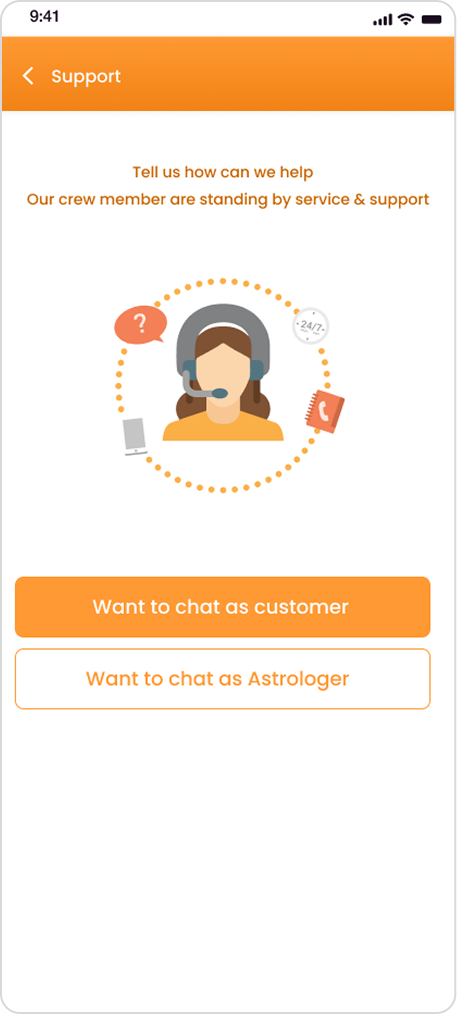 9:41
Support
Tell us how can we help
Our crew member are standing by service & support
?
24/7
Want to chat as customer
Want to chat as Astrologer